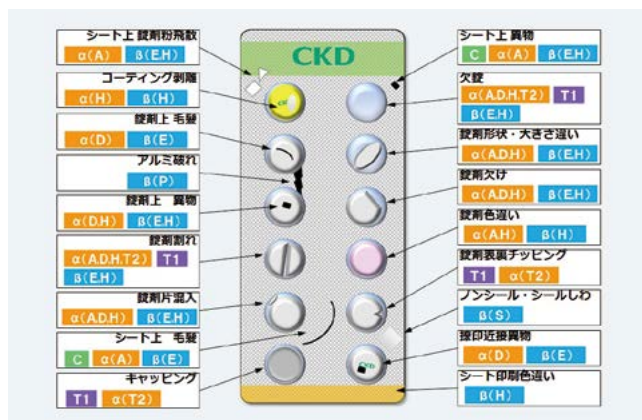 シート上 錠剤粉飛散
α(A) β(E,H)
コーティング剥離
α(H) β(H)
錠剤上 毛髪
α(D) β(E)
アルミ破れ
β(P)
錠剤上 異物
α(D,H) β(E,H)
錠剤割れ
α(A,D,H,T2) T1
β(E,H)
錠剤片混入
α(A,D,H) β(E,H)
シート上 毛髪
C α(A) β(E)
キャッピング
T1 α(T2)
CKD
CKD
シート上 異物
C α(A) β(E,H)
欠錠
α(A,D,H,T2) T1
β(E,H)
錠剤形状・大きさ違い
α(A,D,H) β(E,H)
錠剤欠け
α(A,D,H) β(E,H)
錠剤色違い
α(A,H) β(H)
錠剤表裏チッピング
T1 α(T2)
ノンシール・シールしわ
β(S)
捺印近接異物
α(D) β(E)
シート印刷色違い
β(H)